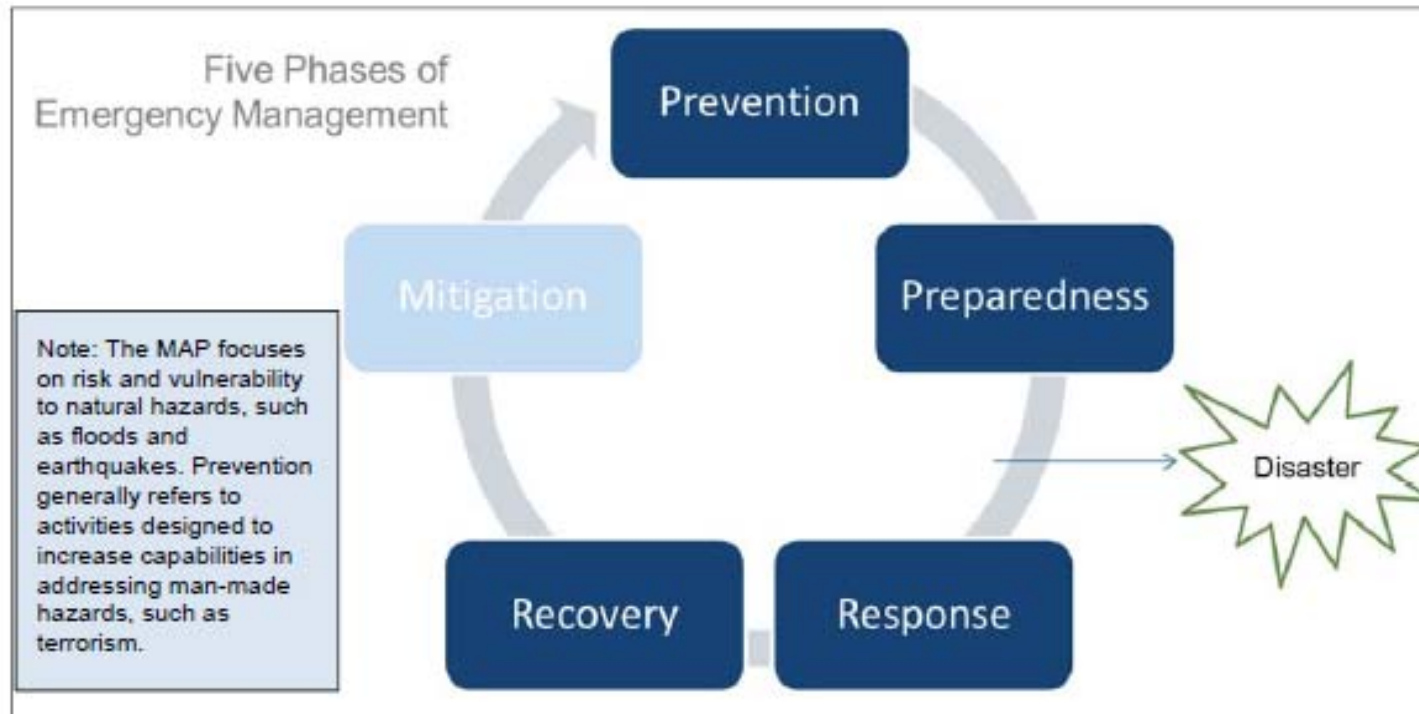 Five Phases of
Emergency Management
Prevention
Preparedness
Disaster
Response
Recovery
Mitigation
Note: The MAP focuses
on risk and vulnerability
to natural hazards, such
as floods and
earthquakes. Prevention
generally refers to
activities designed to
increase capabilities in
addressing man-made
hazards, such as
terrorism.